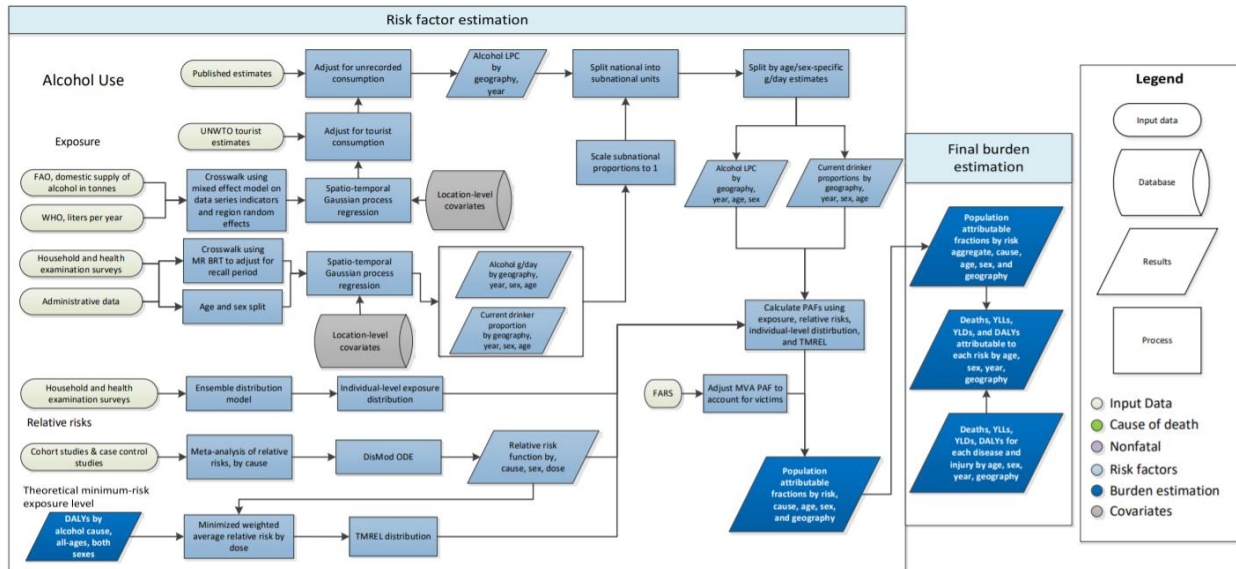 Risk factor estimation
Alcohol Use
Published estimates
Adjust for unrecorded
consumption
Alcohol LPC
by
geography,
year
Split national into
subnational units
Split by age/sex-specific
g/day estimates
UNWTO tourist
estimates
Adjust for tourist
consumption
Exposure
FAO, domestic supply of
alcohol in tonnes
WHO, liters per year
Crosswalk using
mixed effect model on
data series indicators
and region random
effects
Spatio-temporal
Gaussian process
regression
Location-level
covariates
Scale subnational
proportions to 1
Alcohol LPC
by
geography,
year, age, sex
Current drinker
proportions by
geography,
year, sex, age
Household and health
examination surveys
Administrative data
Crosswalk using
MR BRT to adjust for
recall period
Age and sex split
Spatio-temporal
Gaussian process
regression
Location-level
covariates
Alcohol g/day
by geography,
year, sex, age
Current drinker
proportion
by geography,
year, sex, age
Calculate PAFs using
exposure, relative risks,
individual-level distrbution,
and TMREL
Household and health
examination surveys
Ensemble distribution
model
Individual-level exposure
distribution
FARS
Adjust MVA PAF to
account for victims
Relative risks
Cohort studies & case control
studies
Meta-analysis of relative
risks, by cause
DisMod ODE
Relative risk
function by,
cause, sex, dose
Population
attributable
fractions by risk,
cause, age, sex,
and geography
Theoretical minimum-risk
exposure level
DALYs by
alcohol cause,
all-ages, both
sexes
Minimized weighted
average relative risk by
dose
TMREL distribution
Final burden
estimation
Population
attributable
fractions by risk
aggregate, cause,
age, sex, and
geography
Deaths, YLLs,
YLDs, and DALYs
attributable to
each risk by age,
sex, year,
geography
Deaths, YLLs,
YLDs, DALYs for
each disease and
injury by age, sex,
year, geography
Legend
Input data
Database
Results
Process
Input Data
Cause of death
Nonfatal
Risk factors
Burden estimation
Covariates